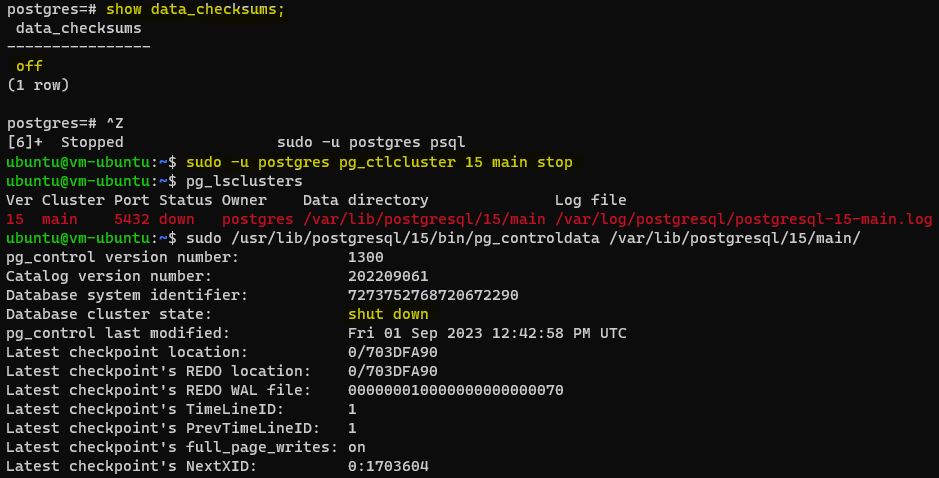 postgres=# show data_checksums;
 data_checksums
----------------
 off
(1 row)

postgres=# ^Z
[6]+  Stopped                 sudo -u postgres psql
ubuntu@vm-ubuntu:~$ sudo -u postgres pg_ctlcluster 15 main stop
ubuntu@vm-ubuntu:~$ pg_lsclusters
Ver Cluster Port Status Owner    Data directory              Log file
15  main    5432 down   postgres /var/lib/postgresql/15/main /var/log/postgresql/postgresql-15-main.log
ubuntu@vm-ubuntu:~$ sudo /usr/lib/postgresql/15/bin/pg_controldata /var/lib/postgresql/15/main/
pg_control version number:            1300
Catalog version number:               202209061
Database system identifier:           7273752768720672290
Database cluster state:               shut down
pg_control last modified:             Fri 01 Sep 2023 12:42:58 PM UTC
Latest checkpoint location:           0/703DFA90
Latest checkpoint's REDO location:    0/703DFA90
Latest checkpoint's REDO WAL file:    000000010000000000000070
Latest checkpoint's TimeLineID:       1
Latest checkpoint's PrevTimeLineID:   1
Latest checkpoint's full_page_writes: on
Latest checkpoint's NextXID:          0:1703604